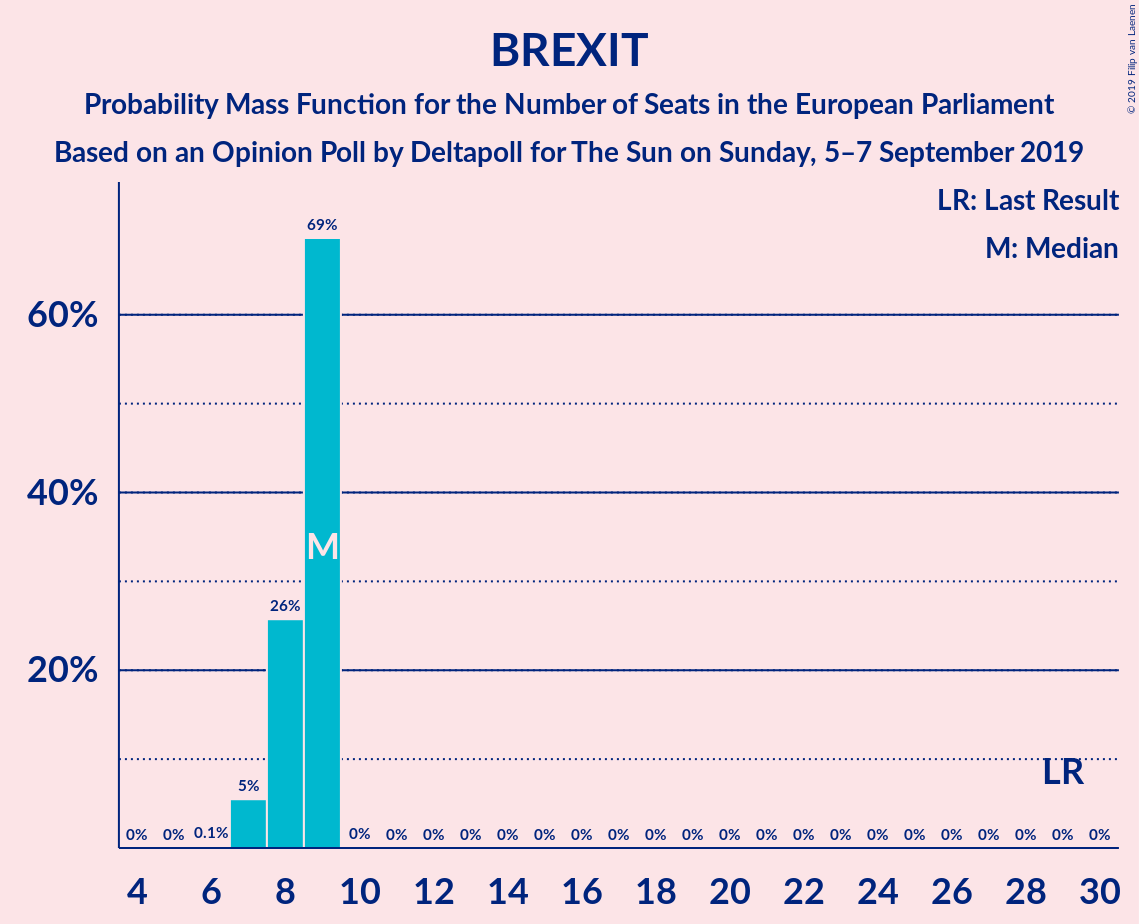 BREXIT
Probability Mass Function for the Number of Seats in the European Parliament
Based on an Opinion Poll by Deltapoll for The Sun on Sunday, 5–7 September 2019
© 2019 Filip van Laenen
LR: Last Result
M: Median
69%
60%
40%
M
26%
20%
LR
5%
0% 0% 0.1% 0% 0% 0% 0% 0% 0% 0% 0% 0% 0% 0% 0% 0% 0% 0% 0% 0% 0% 0% 0% 0%
4 6 8 10 12 14 16 18 20 22 24 26 28 30